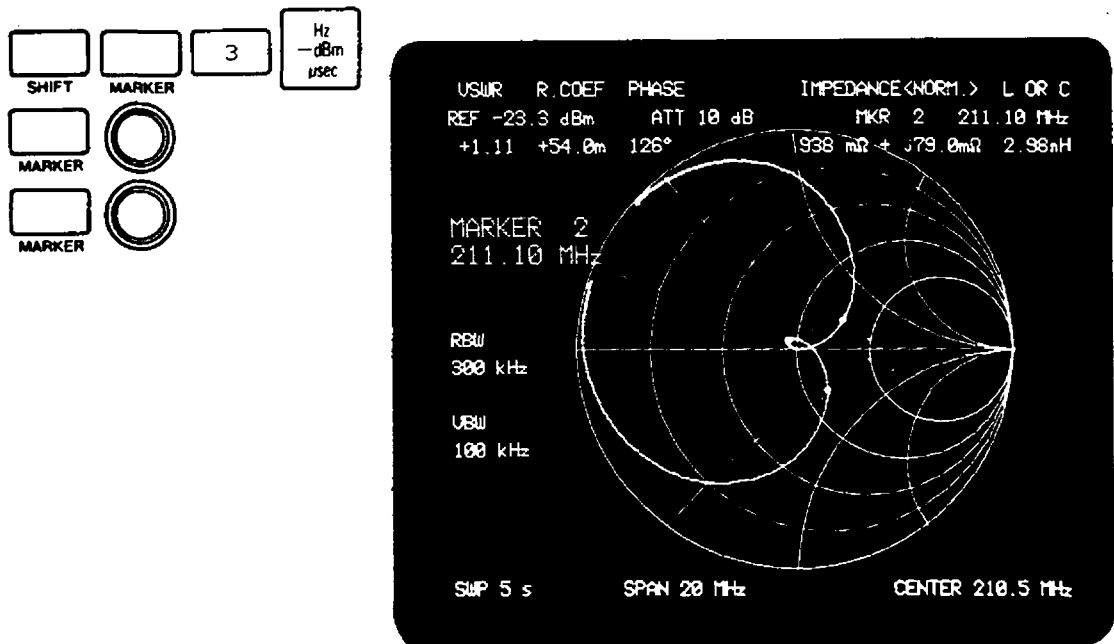 3
Hz
-dBm
µsec
SHIFT
MARKER
MARKER
MARKER
VSWR R.COEF PHASE IMPEDANCE<NORM.> L OR C
REF -23.3 dBm ATT 10 dB MKR 2 211.10 MHz
+1.11 +54.0m 126° 938 mΩ + j79.0mΩ 2.98nH
MARKER 2
211.10 MHz
RBW
300 kHz
VBW
100 kHz
SWP 5 s SPAN 20 MHz CENTER 210.5 MHz